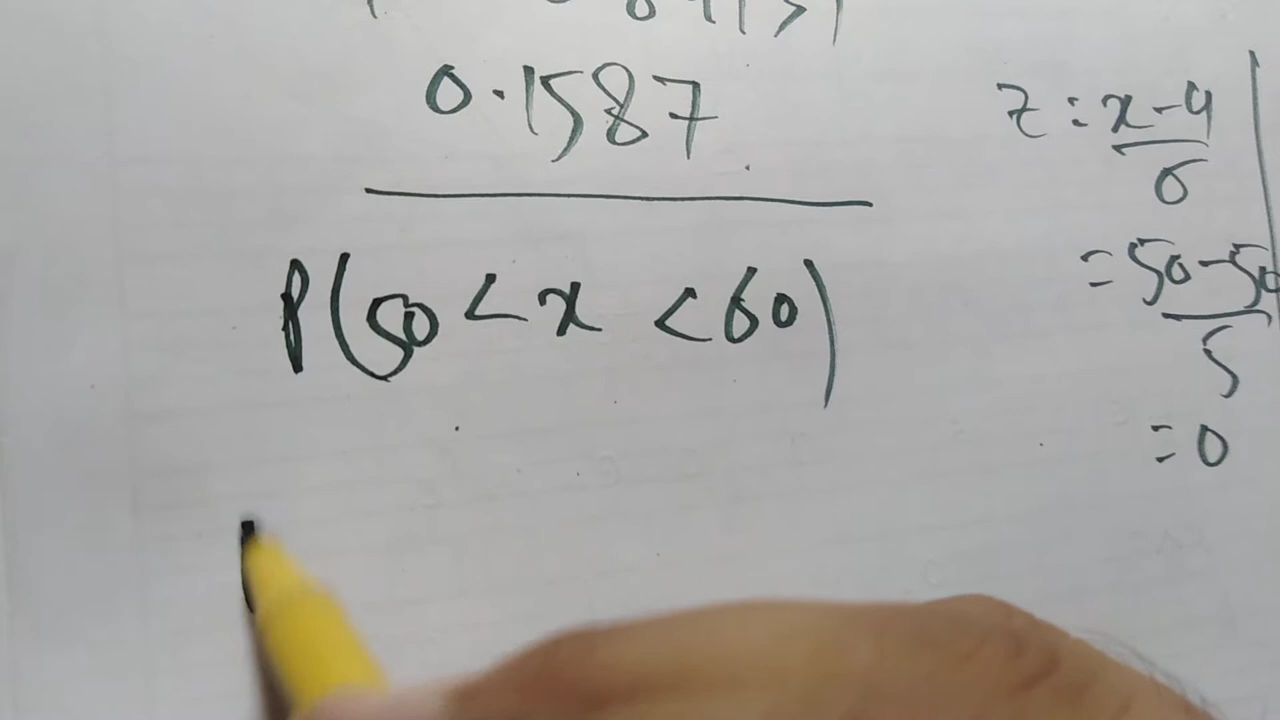 0.1587
P(50 < x < 60)
z = x-μ
σ
= 50-50
5
= 0